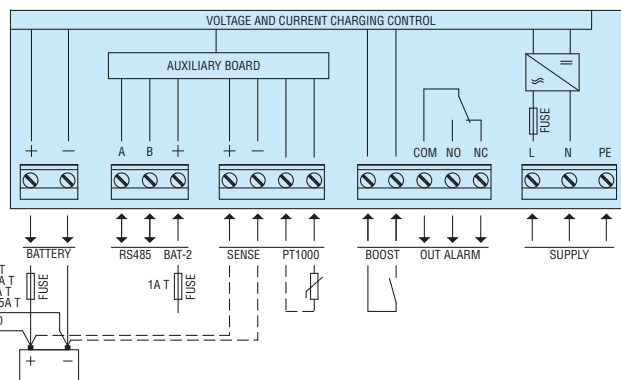 VOLTAGE AND CURRENT CHARGING CONTROL
AUXILIARY BOARD
FUSE
+ − A B + + − COM NO NC L N PE
BATTERY RS485 BAT-2 SENSE PT1000 BOOST OUT ALARM SUPPLY
FUSE
1A T FUSE
T
A T
T
5A T
+ −